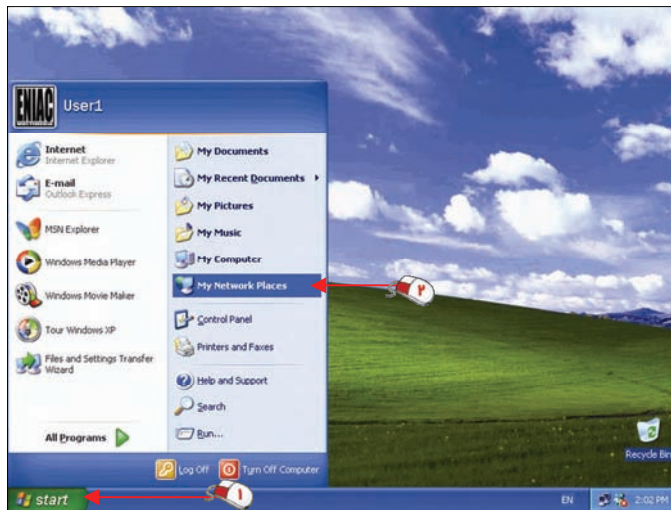 ENIAC
User1
Internet
Internet Explorer
E-mail
Outlook Express
MSN Explorer
Windows Media Player
Windows Movie Maker
Tour Windows XP
Files and Settings Transfer
Wizard
All Programs
My Documents
My Recent Documents
My Pictures
My Music
My Computer
My Network Places
۲
Control Panel
Printers and Faxes
Help and Support
Search
Run...
Log Off
Turn Off Computer
Recycle Bin
start
۱
EN
2:02 PM